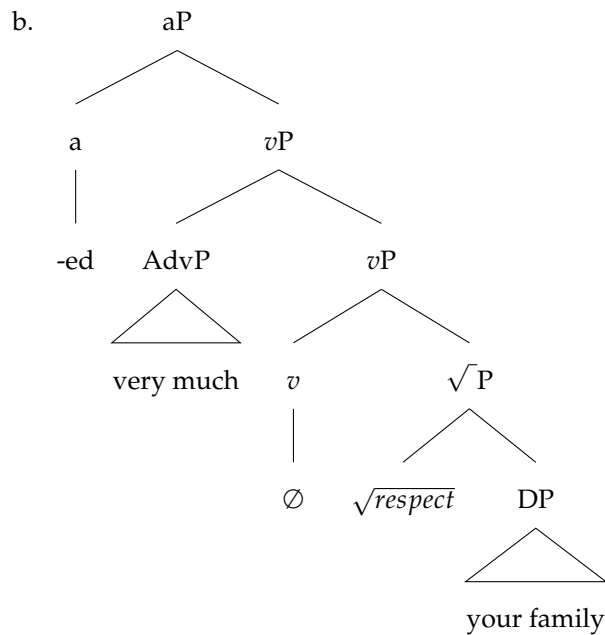 b. aP
a vP
-ed AdvP vP
very much v √‾P
∅ √respect DP
your family